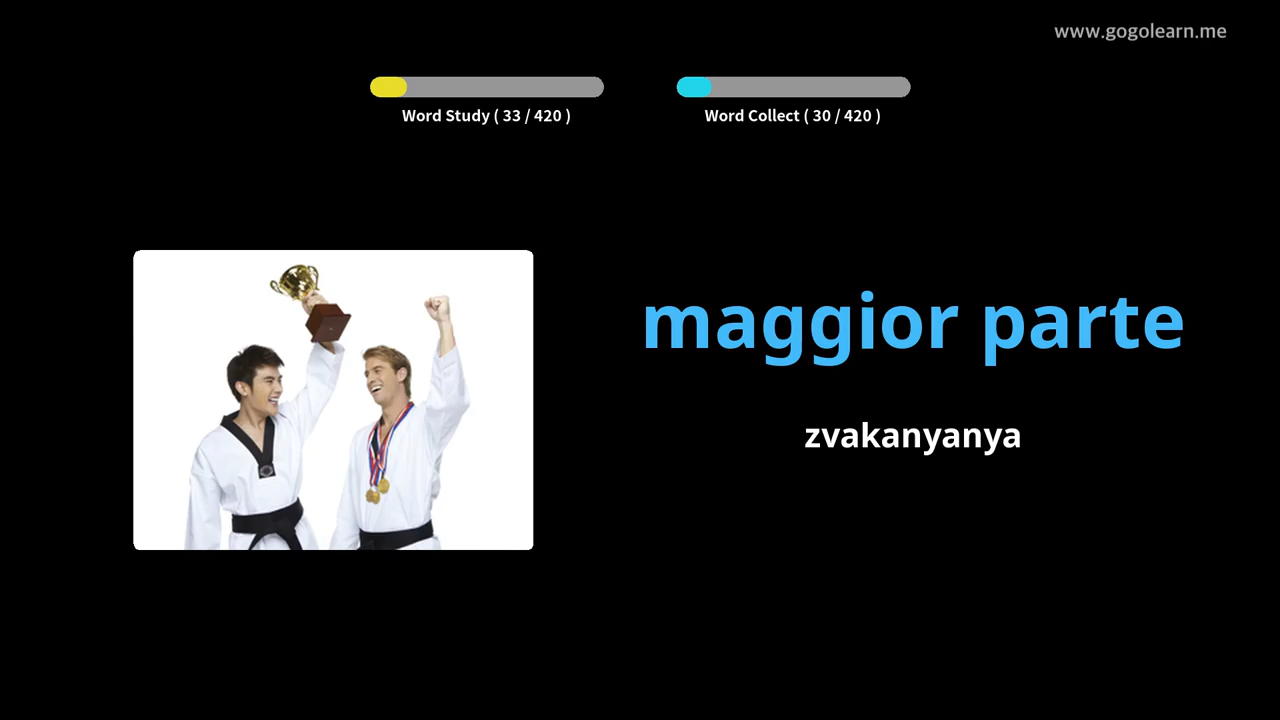 www.gogolearn.me
Word Study ( 33 / 420 )
Word Collect ( 30 / 420 )
maggior parte
zvakanyanya